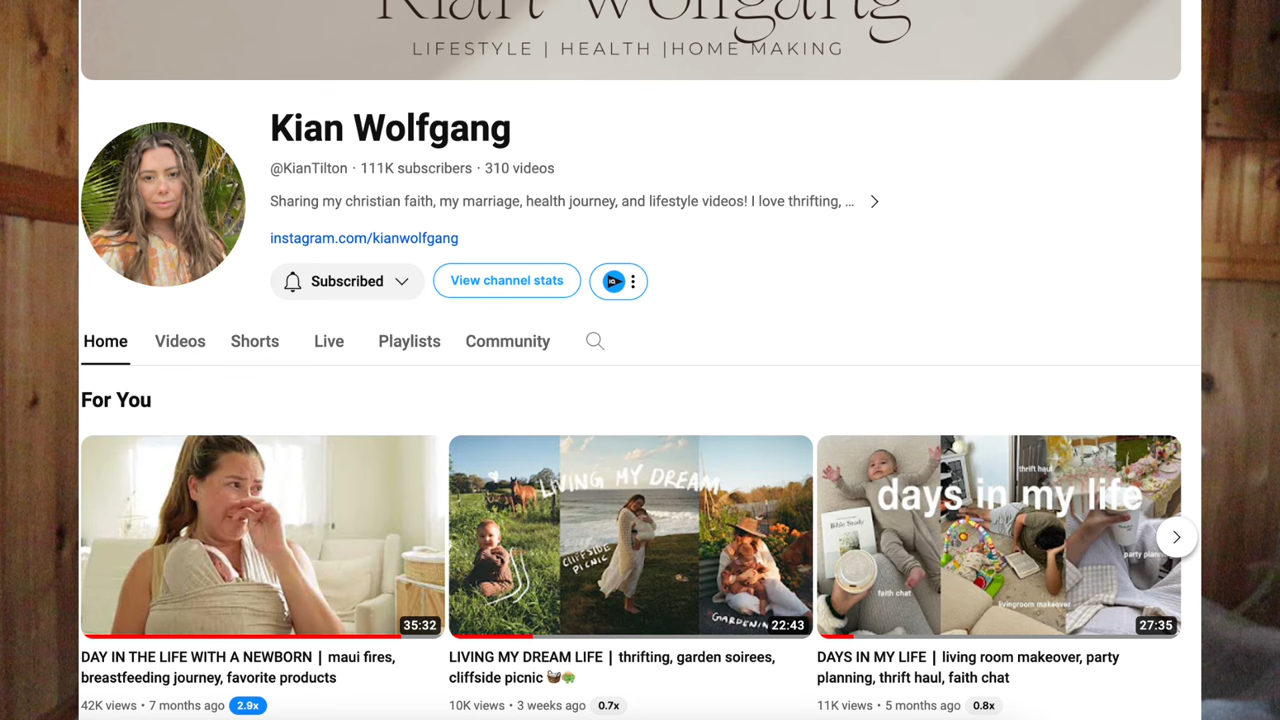 Kian Wolfgang
LIFESTYLE | HEALTH |HOME MAKING
Kian Wolfgang
@KianTilton · 111K subscribers · 310 videos
Sharing my christian faith, my marriage, health journey, and lifestyle videos! I love thrifting, ...
instagram.com/kianwolfgang
Subscribed
View channel stats
IQ
Home Videos Shorts Live Playlists Community
For You
LIVING MY DREAM
CLIFFSIDE
PICNIC
GARDENING
22:43
35:32
thrift haul
days in my life
Bible Study
party plan
faith chat
livingroom makeover
27:35
DAY IN THE LIFE WITH A NEWBORN | maui fires,
breastfeeding journey, favorite products
42K views • 7 months ago 2.9x
LIVING MY DREAM LIFE | thrifting, garden soirees,
cliffside picnic 🧺🐢
10K views • 3 weeks ago 0.7x
DAYS IN MY LIFE | living room makeover, party
planning, thrift haul, faith chat
11K views • 5 months ago 0.8x